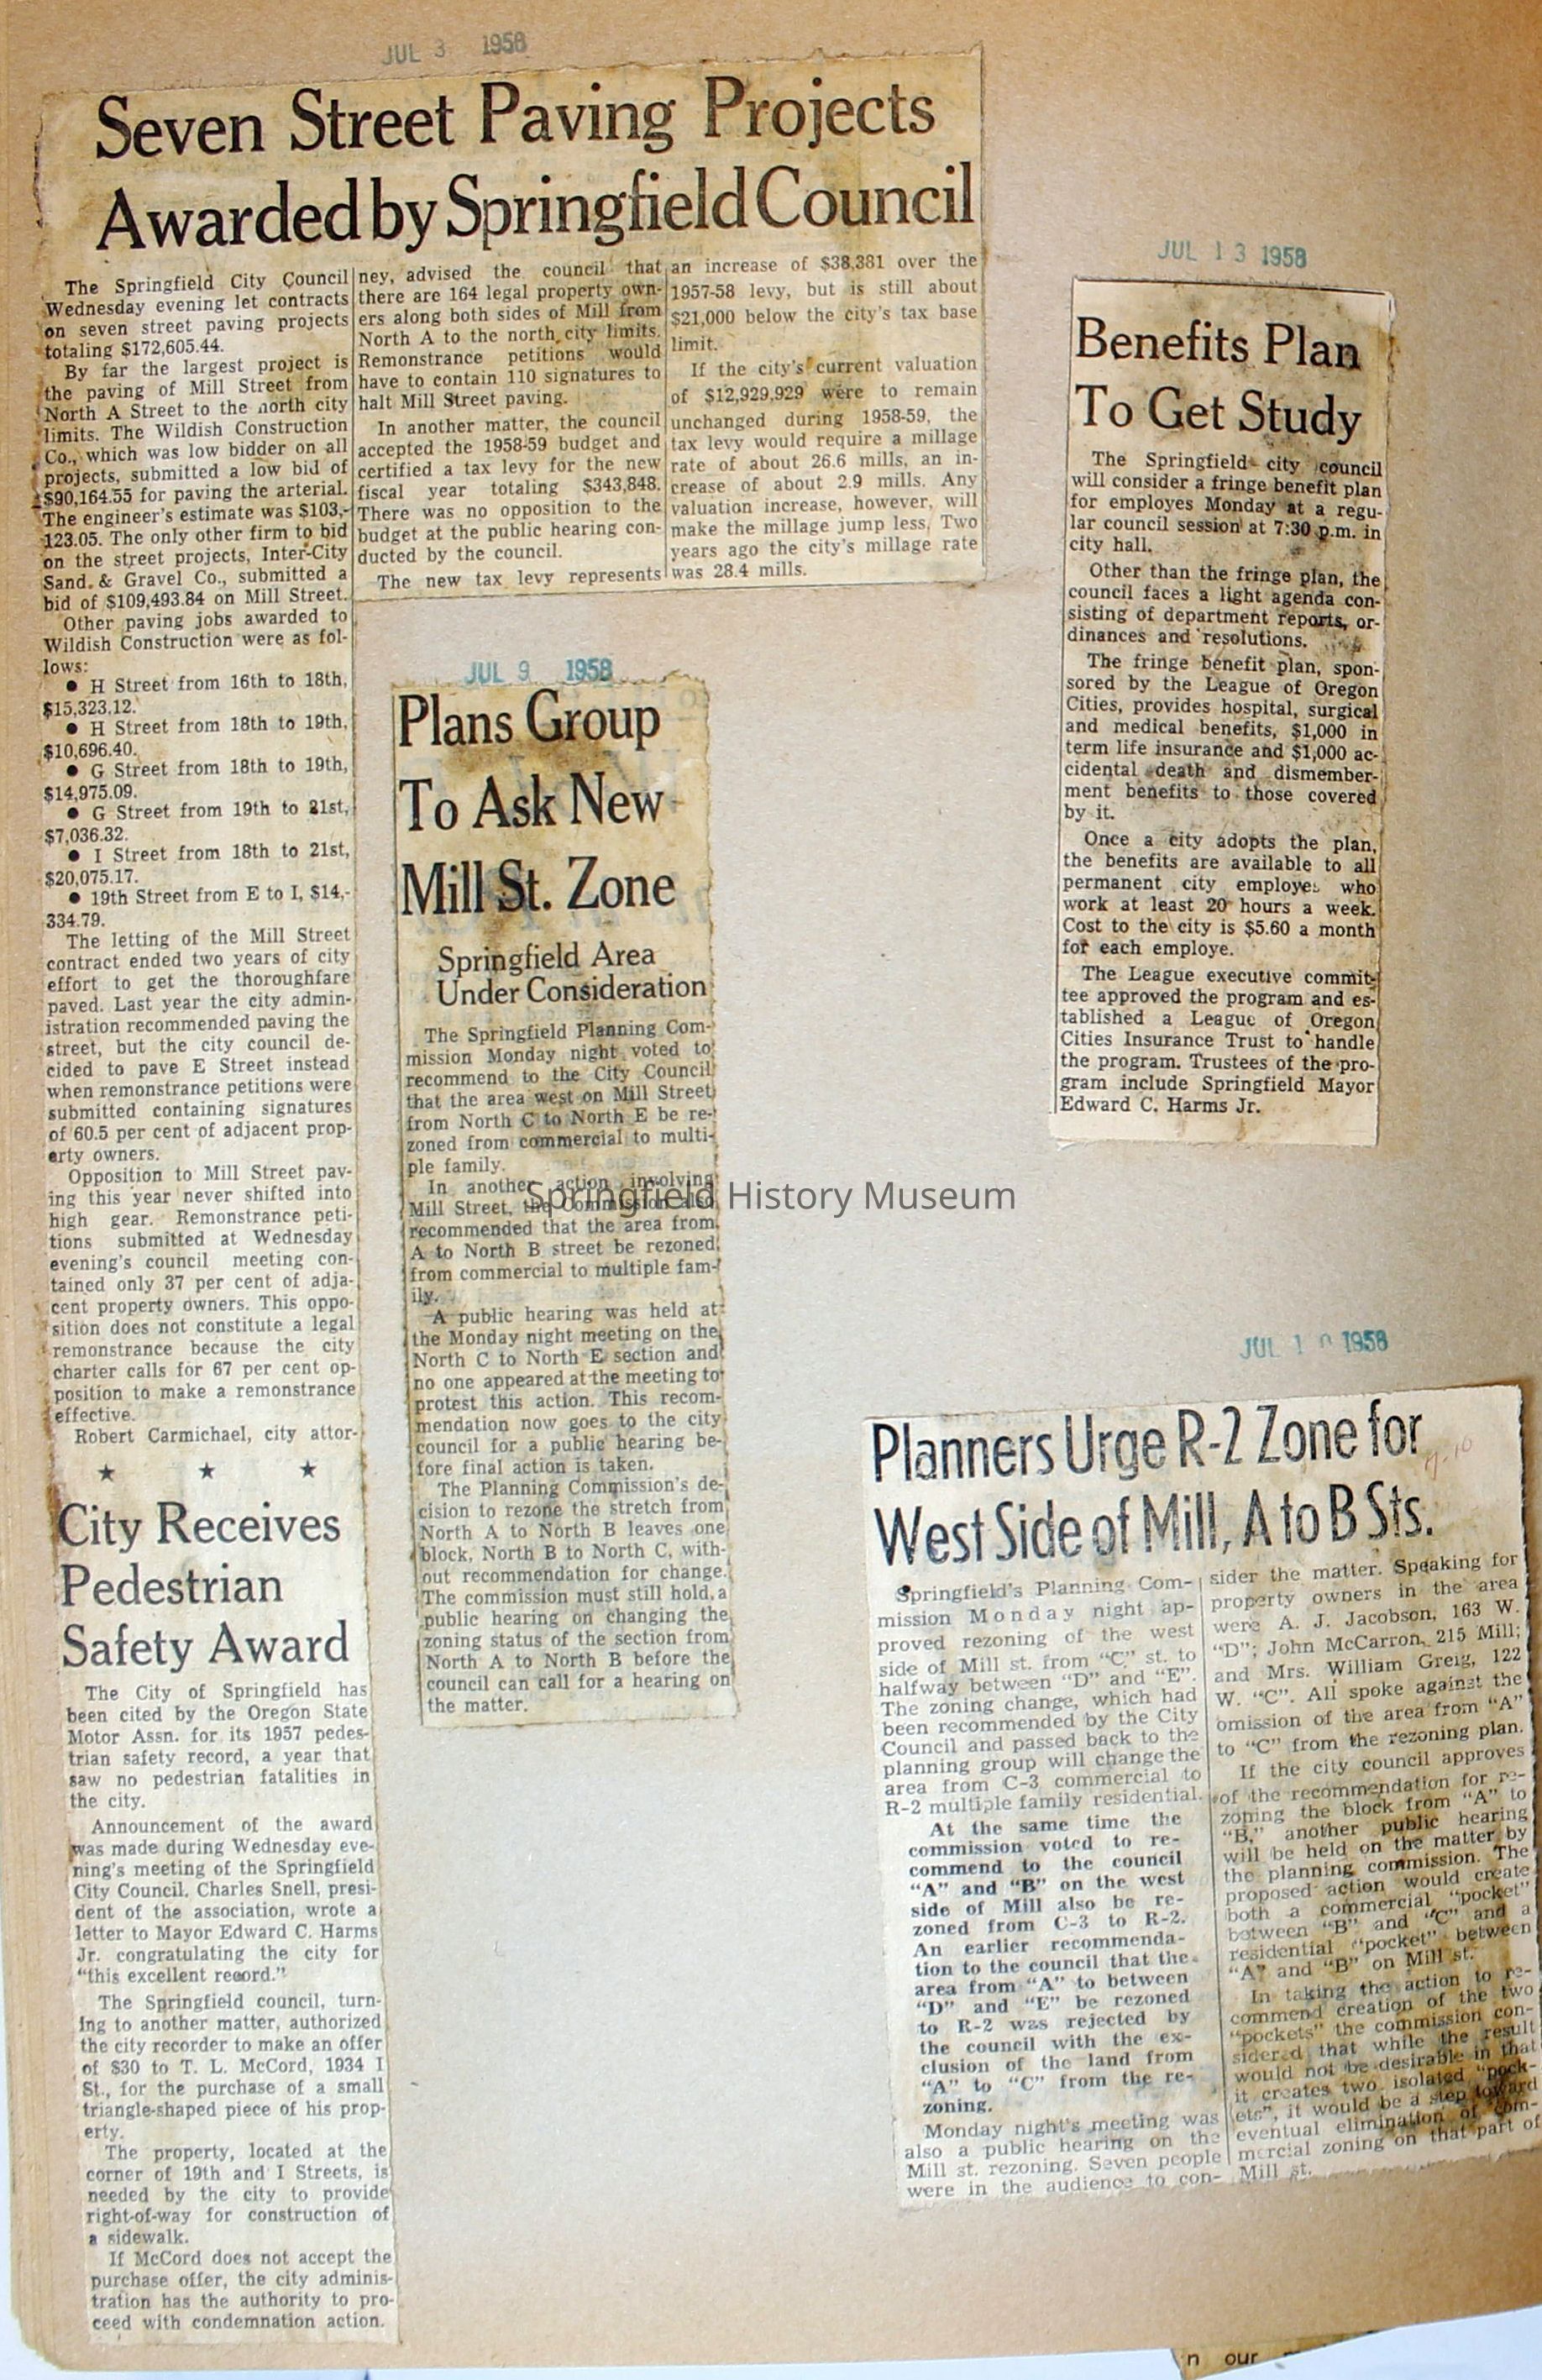 JUL 3 1958
Seven Street Paving Projects
Awarded by Springfield Council
The Springfield City Council
Wednesday evening let contracts
on seven street paving projects
totaling $172,605.44.
By far the largest project is
the paving of Mill Street from
North A Street to the north city
limits. The Wildish Construction
Co., which was low bidder on all
projects, submitted a low bid of
$90,164.55 for paving the arterial.
The engineer's estimate was $103,-
123.05. The only other firm to bid
on the street projects, Inter-City
Sand & Gravel Co., submitted a
bid of $109,493.84 on Mill Street.
Other paving jobs awarded to
Wildish Construction were as fol-
lows:
● H Street from 16th to 18th,
$15,323.12.
● H Street from 18th to 19th,
$10,696.40.
● G Street from 18th to 19th,
$14,975.09.
● G Street from 19th to 21st,
$7,036.32.
● I Street from 18th to 21st,
$20,075.17.
● 19th Street from E to I, $14,-
334.79.
The letting of the Mill Street
contract ended two years of city
effort to get the thoroughfare
paved. Last year the city admin-
istration recommended paving the
street, but the city council de-
cided to pave E Street instead
when remonstrance petitions were
submitted containing signatures
of 60.5 per cent of adjacent prop-
erty owners.
Opposition to Mill Street pav-
ing this year never shifted into
high gear. Remonstrance peti-
tions submitted at Wednesday
evening's council meeting con-
tained only 37 per cent of adja-
cent property owners. This oppo-
sition does not constitute a legal
remonstrance because the city
charter calls for 67 per cent op-
position to make a remonstrance
effective.
Robert Carmichael, city attor-
ney, advised the council that
there are 164 legal property own-
ers along both sides of Mill from
North A to the north city limits.
Remonstrance petitions would
have to contain 110 signatures to
halt Mill Street paving.
In another matter, the council
accepted the 1958-59 budget and
certified a tax levy for the new
fiscal year totaling $343,848.
There was no opposition to the
budget at the public hearing con-
ducted by the council.
The new tax levy represents
an increase of $38,381 over the
1957-58 levy, but is still about
$21,000 below the city's tax base
limit.
If the city's current valuation
of $12,929,929 were to remain
unchanged during 1958-59, the
tax levy would require a millage
rate of about 26.6 mills, an in-
crease of about 2.9 mills. Any
valuation increase, however, will
make the millage jump less. Two
years ago the city's millage rate
was 28.4 mills.
★ ★ ★
City Receives
Pedestrian
Safety Award
The City of Springfield has
been cited by the Oregon State
Motor Assn. for its 1957 pedes-
trian safety record, a year that
saw no pedestrian fatalities in
the city.
Announcement of the award
was made during Wednesday eve-
ning's meeting of the Springfield
City Council. Charles Snell, presi-
dent of the association, wrote a
letter to Mayor Edward C. Harms
Jr. congratulating the city for
"this excellent record."
The Springfield council, turn-
ing to another matter, authorized
the city recorder to make an offer
of $30 to T. L. McCord, 1934 I
St., for the purchase of a small
triangle-shaped piece of his prop-
erty.
The property, located at the
corner of 19th and I Streets, is
needed by the city to provide
right-of-way for construction of
a sidewalk.
If McCord does not accept the
purchase offer, the city adminis-
tration has the authority to pro-
ceed with condemnation action.
JUL 9 1958
Plans Group
To Ask New
Mill St. Zone
Springfield Area
Under Consideration
The Springfield Planning Com-
mission Monday night voted to
recommend to the City Council
that the area west on Mill Street
from North C to North E be re-
zoned from commercial to multi-
ple family.
In another action involving
Mill Street, the Commission also
recommended that the area from
A to North B street be rezoned
from commercial to multiple fam-
ily.
A public hearing was held at
the Monday night meeting on the
North C to North E section and
no one appeared at the meeting to
protest this action. This recom-
mendation now goes to the city
council for a public hearing be-
fore final action is taken.
The Planning Commission's de-
cision to rezone the stretch from
North A to North B leaves one
block, North B to North C, with-
out recommendation for change.
The commission must still hold a
public hearing on changing the
zoning status of the section from
North A to North B before the
council can call for a hearing on
the matter.
JUL 13 1958
Benefits Plan
To Get Study
The Springfield city council
will consider a fringe benefit plan
for employes Monday at a regu-
lar council session at 7:30 p.m. in
city hall.
Other than the fringe plan, the
council faces a light agenda con-
sisting of department reports, or-
dinances and resolutions.
The fringe benefit plan, spon-
sored by the League of Oregon
Cities, provides hospital, surgical
and medical benefits, $1,000 in
term life insurance and $1,000 ac-
cidental death and dismember-
ment benefits to those covered
by it.
Once a city adopts the plan,
the benefits are available to all
permanent city employes who
work at least 20 hours a week.
Cost to the city is $5.60 a month
for each employe.
The League executive commit-
tee approved the program and es-
tablished a League of Oregon
Cities Insurance Trust to handle
the program. Trustees of the pro-
gram include Springfield Mayor
Edward C. Harms Jr.
Springfield History Museum
JUL 10 1958
Planners Urge R-2 Zone for
West Side of Mill, A to B Sts.
Springfield's Planning Com-
mission Monday night ap-
proved rezoning of the west
side of Mill st. from "C" st. to
halfway between "D" and "E".
The zoning change, which had
been recommended by the City
Council and passed back to the
planning group will change the
area from C-3 commercial to
R-2 multiple family residential.
At the same time the
commission voted to re-
commend to the council
"A" and "B" on the west
side of Mill also be re-
zoned from C-3 to R-2.
An earlier recommenda-
tion to the council that the
area from "A" to between
"D" and "E" be rezoned
to R-2 was rejected by
the council with the ex-
clusion of the land from
"A" to "C" from the re-
zoning.
Monday night's meeting was
also a public hearing on the
Mill st. rezoning. Seven people
were in the audience to con-
sider the matter. Speaking for
property owners in the area
were A. J. Jacobson, 163 W.
"D"; John McCarron, 215 Mill;
and Mrs. William Greig, 122
W. "C". All spoke against the
omission of the area from "A"
to "C" from the rezoning plan.
If the city council approves
of the recommendation for re-
zoning the block from "A" to
"B," another public hearing
will be held on the matter by
the planning commission. The
proposed action would create
both a commercial "pocket"
between "B" and "C" and a
residential "pocket" between
"A" and "B" on Mill st.
In taking the action to re-
commend creation of the two
"pockets" the commission con-
sidered that while the result
would not be desirable in that
it creates two isolated "pock-
ets", it would be a step toward
eventual elimination of com-
mercial zoning on that part of
Mill st.
n our